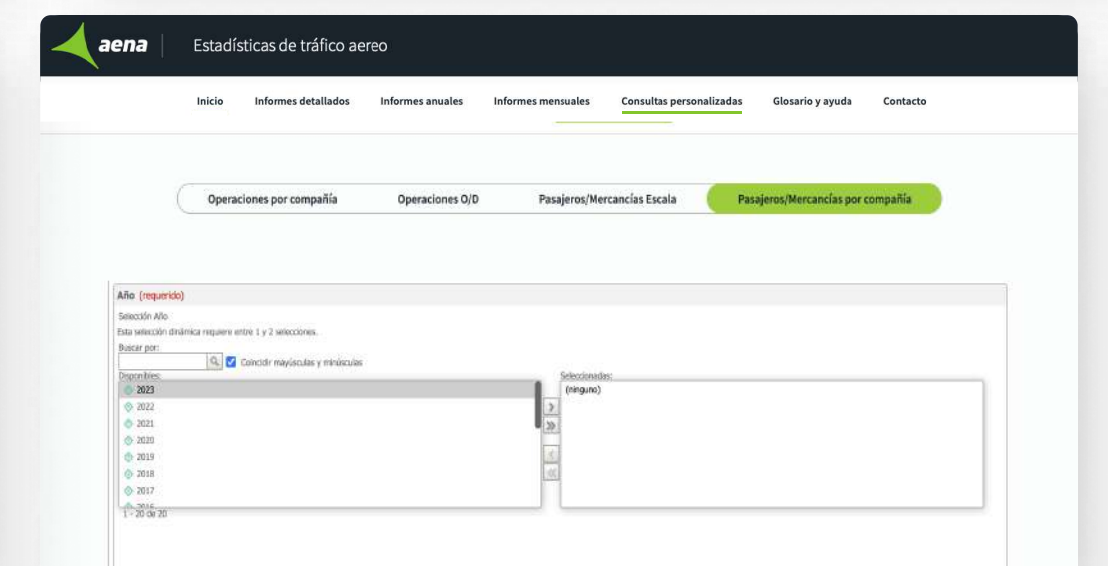 aena
Estadísticas de tráfico aereo
Inicio Informes detallados Informes anuales Informes mensuales Consultas personalizadas Glosario y ayuda Contacto
Operaciones por compañía Operaciones O/D Pasajeros/Mercancías Escala Pasajeros/Mercancías por compañía
Año (requerido)
Selección Año
Esta selección dinámica requiere entre 1 y 2 selecciones.
Buscar por:
Coincidir mayúsculas y minúsculas
Disponibles: Seleccionadas:
2023 (ninguno)
2022
2021
2020
2019
2018
2017
2016
1 - 20 de 20